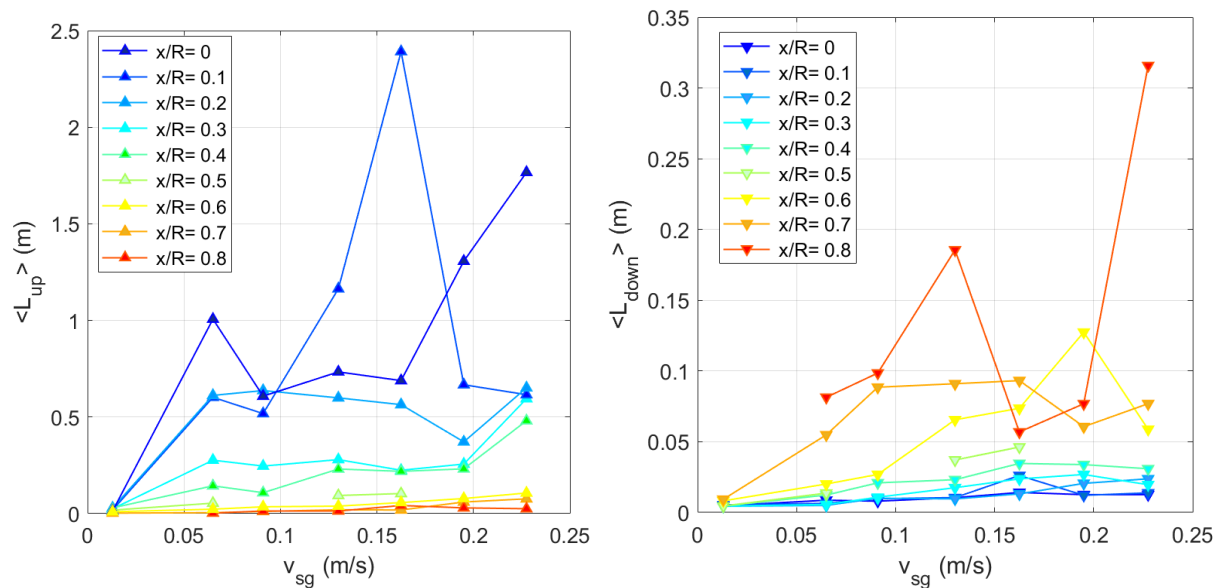 2.5
2
1.5
1
0.5
0
<L_up> (m)
x/R= 0
x/R= 0.1
x/R= 0.2
x/R= 0.3
x/R= 0.4
x/R= 0.5
x/R= 0.6
x/R= 0.7
x/R= 0.8
0 0.05 0.1 0.15 0.2 0.25
v_sg (m/s)
0.35
0.3
0.25
0.2
0.15
0.1
0.05
0
<L_down> (m)
x/R= 0
x/R= 0.1
x/R= 0.2
x/R= 0.3
x/R= 0.4
x/R= 0.5
x/R= 0.6
x/R= 0.7
x/R= 0.8
0 0.05 0.1 0.15 0.2 0.25
v_sg (m/s)